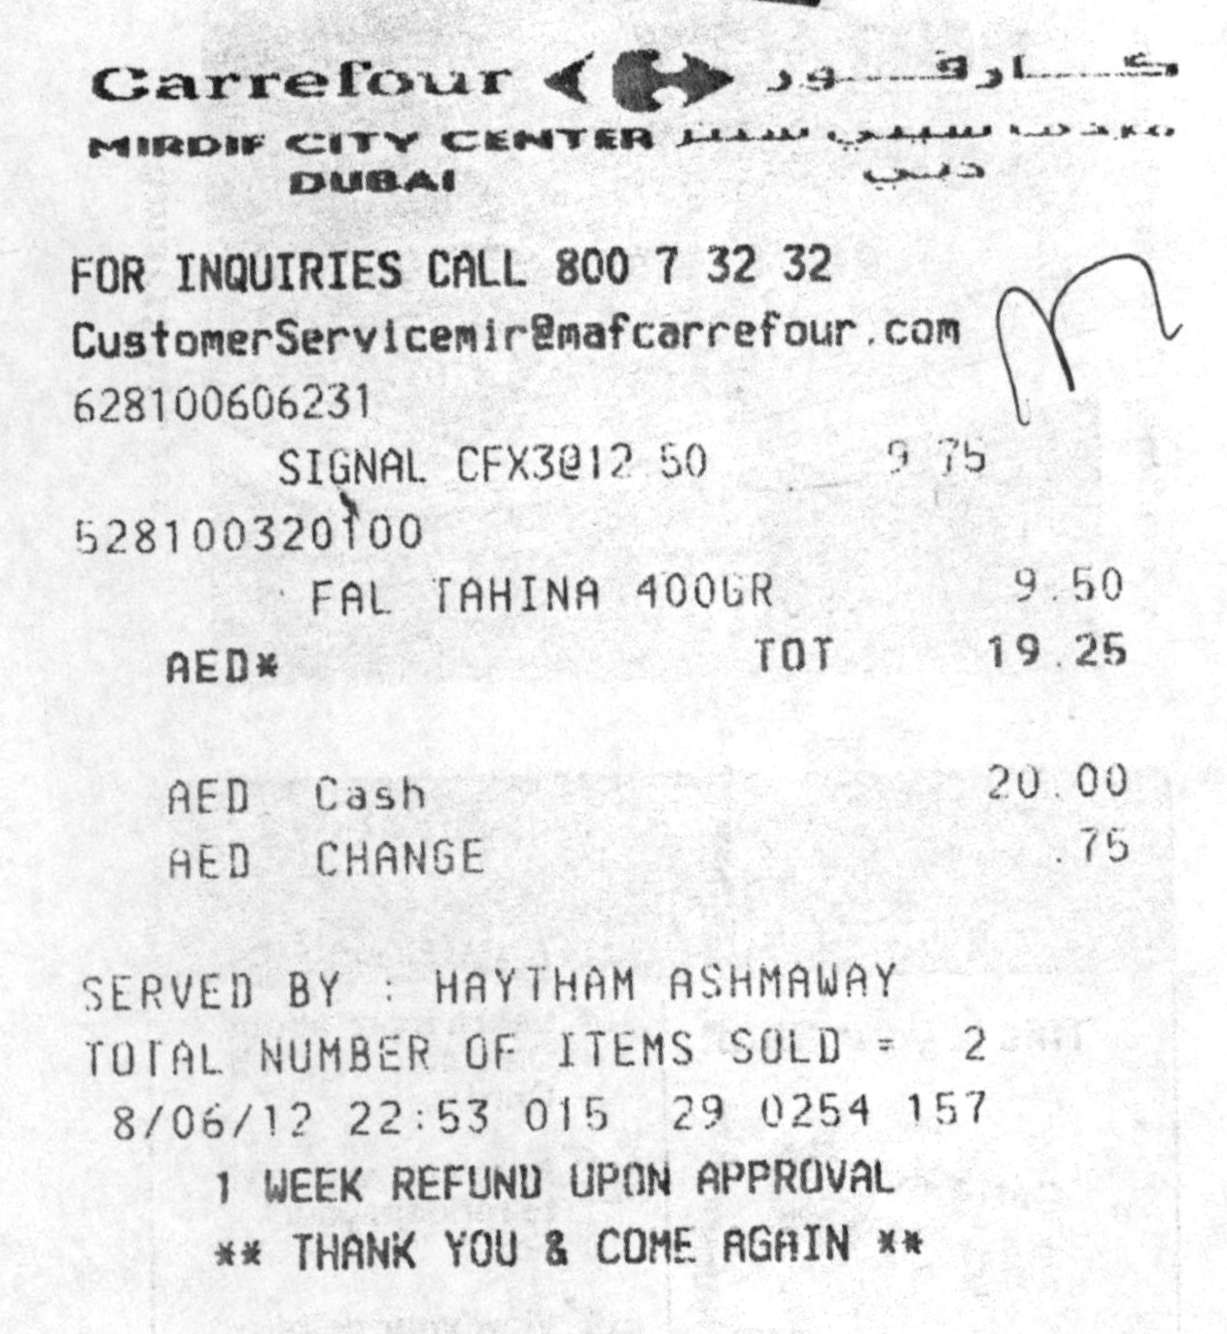 Carrefour كارفور
MIRDIF CITY CENTER مردف سيتي سنتر
DUBAI دبي
FOR INQUIRIES CALL 800 7 32 32
CustomerServicemir@mafcarrefour.com
628100606231
SIGNAL CFX3@12 50 9 75
528100320100
FAL TAHINA 400GR 9.50
AED* TOT 19.25
AED Cash 20.00
AED CHANGE .75
SERVED BY : HAYTHAM ASHMAWAY
TOTAL NUMBER OF ITEMS SOLD = 2
8/06/12 22:53 015 29 0254 157
1 WEEK REFUND UPON APPROVAL
** THANK YOU & COME AGAIN **